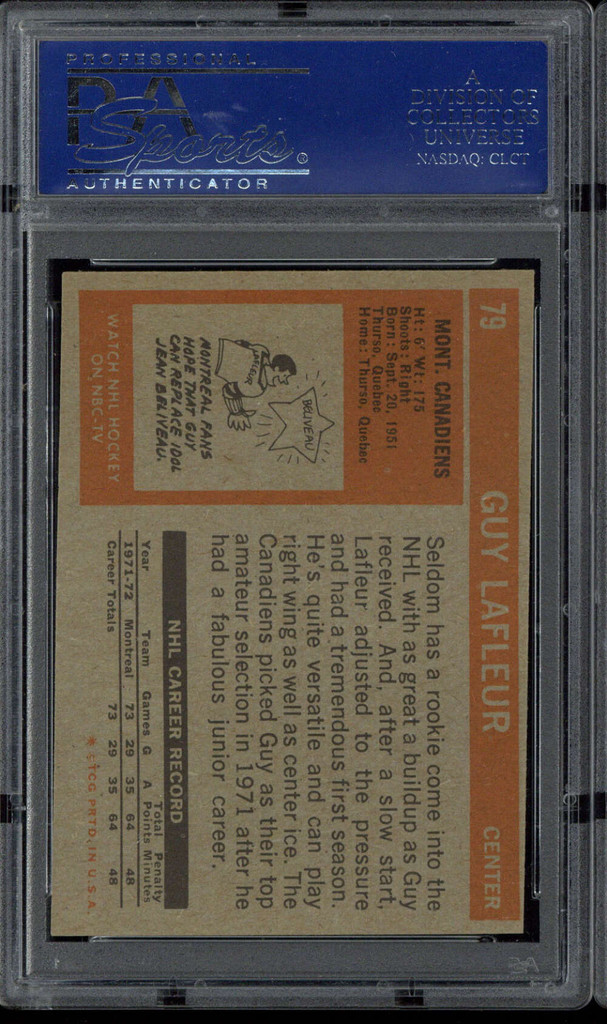 PROFESSIONAL
PSA
Sports®
AUTHENTICATOR
A
DIVISION OF
COLLECTORS
UNIVERSE
NASDAQ: CLCT
79 GUY LAFLEUR CENTER
MONT. CANADIENS
Ht: 6' Wt: 175
Shoots: Right
Born: Sept. 20, 1951
Thurso, Quebec
Home: Thurso, Quebec
BELIVEAU
LAFLEUR
MONTREAL FANS
HOPE THAT GUY
CAN REPLACE IDOL
JEAN BELIVEAU.
WATCH NHL HOCKEY
ON NBC-TV
Seldom has a rookie come into the
NHL with as great a buildup as Guy
received. And, after a slow start,
Lafleur adjusted to the pressure
and had a tremendous first season.
He's quite versatile and can play
right wing as well as center ice. The
Canadiens picked Guy as their top
amateur selection in 1971 after he
had a fabulous junior career.
NHL CAREER RECORD
Total Penalty
Year Team Games G A Points Minutes
1971-72 Montreal 73 29 35 64 48
Career Totals 73 29 35 64 48
* ©TCG PRTD. IN U.S.A.